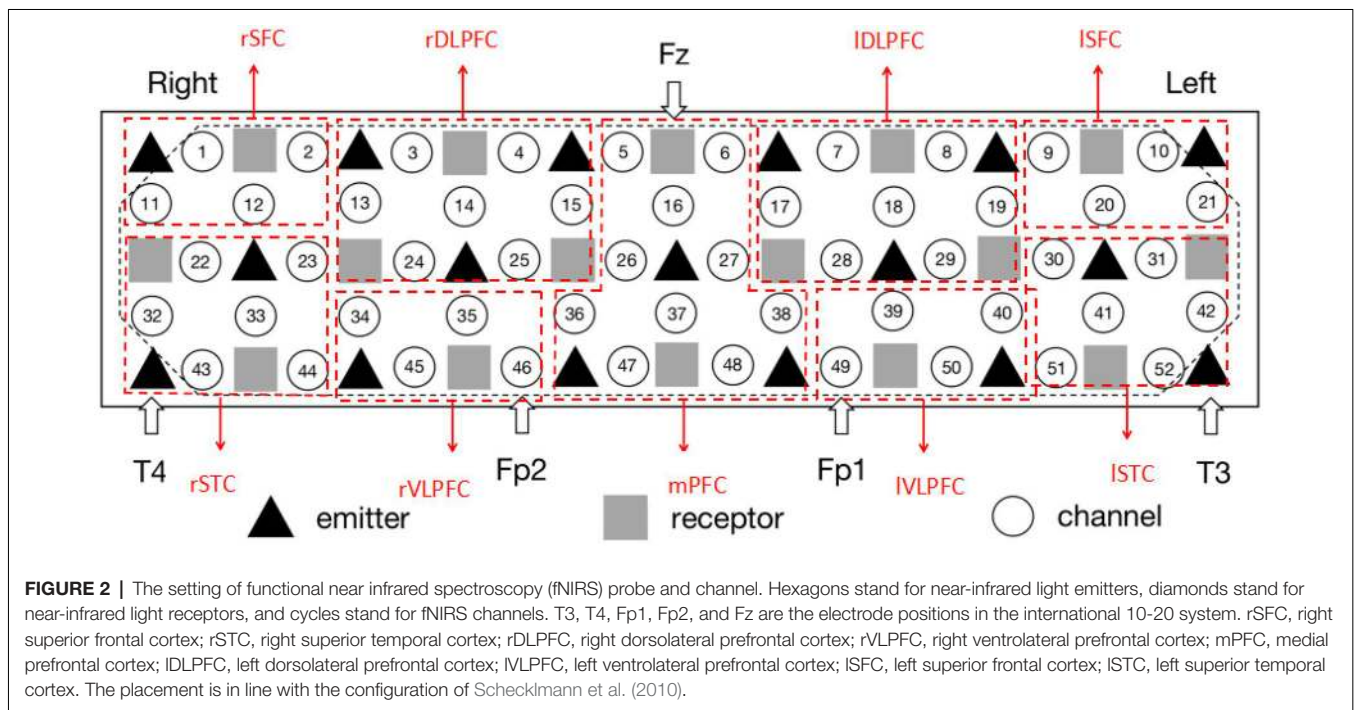 rSFC rDLPFC Fz lDLPFC lSFC
Right Left
1 2 3 4 5 6 7 8 9 10
11 12 13 14 15 16 17 18 19 20 21
22 23 24 25 26 27 28 29 30 31
32 33 34 35 36 37 38 39 40 41 42
43 44 45 46 47 48 49 50 51 52
T4 rSTC rVLPFC Fp2 mPFC Fp1 lVLPFC lSTC T3
emitter receptor channel
FIGURE 2 | The setting of functional near infrared spectroscopy (fNIRS) probe and channel. Hexagons stand for near-infrared light emitters, diamonds stand for
near-infrared light receptors, and cycles stand for fNIRS channels. T3, T4, Fp1, Fp2, and Fz are the electrode positions in the international 10-20 system. rSFC, right
superior frontal cortex; rSTC, right superior temporal cortex; rDLPFC, right dorsolateral prefrontal cortex; rVLPFC, right ventrolateral prefrontal cortex; mPFC, medial
prefrontal cortex; lDLPFC, left dorsolateral prefrontal cortex; lVLPFC, left ventrolateral prefrontal cortex; lSFC, left superior frontal cortex; lSTC, left superior temporal
cortex. The placement is in line with the configuration of Schecklmann et al. (2010).